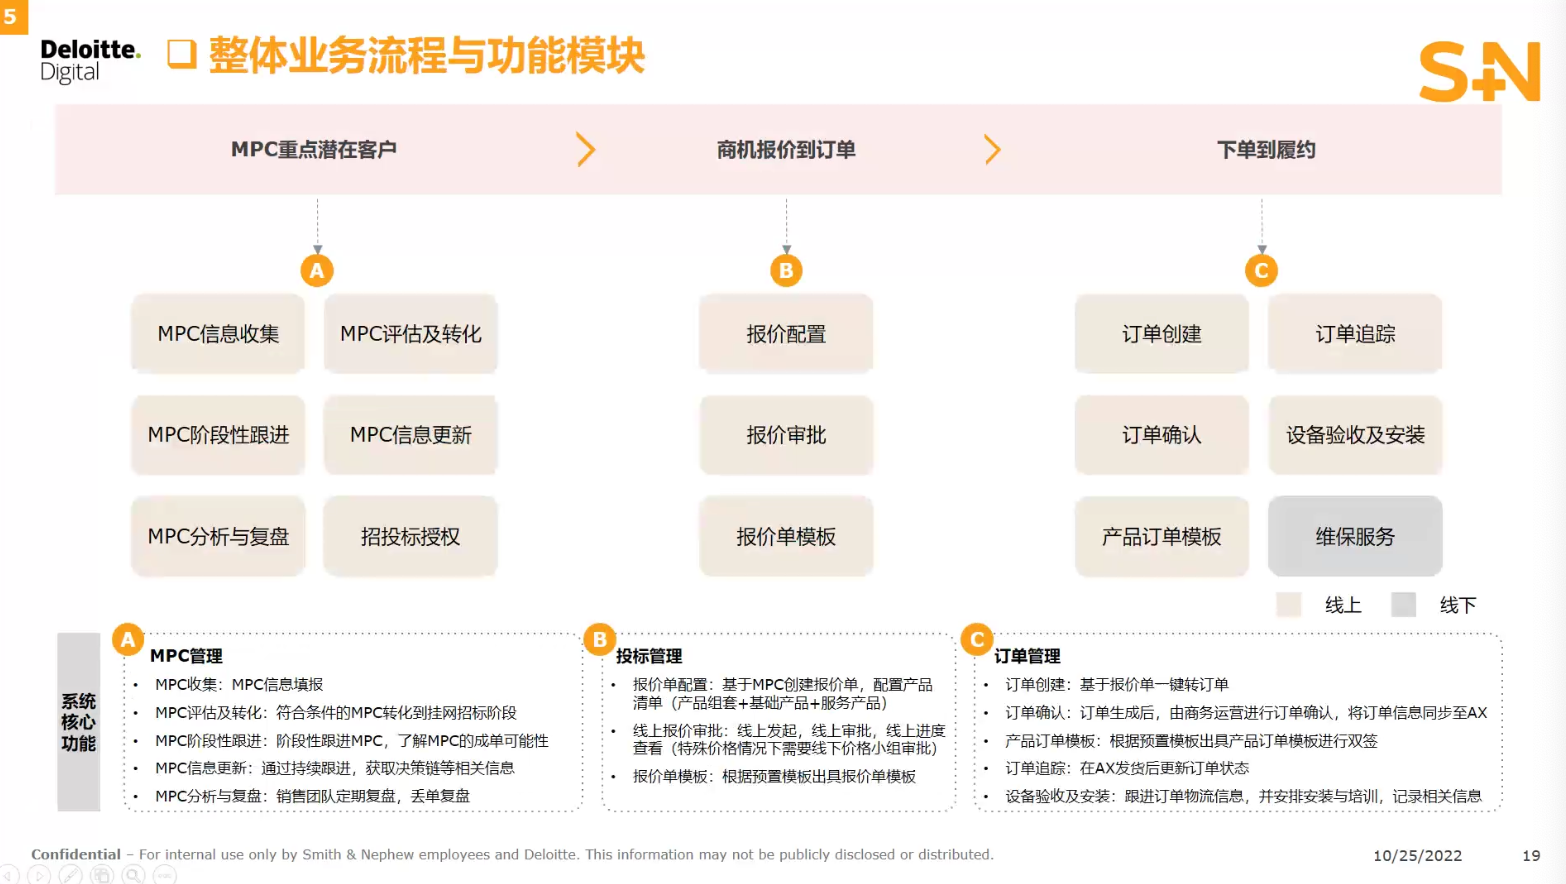 5
Deloitte.
Digital
整体业务流程与功能模块
S+N
MPC重点潜在客户
商机报价到订单
下单到履约
A
B
C
MPC信息收集
MPC评估及转化
报价配置
订单创建
订单追踪
MPC阶段性跟进
MPC信息更新
报价审批
订单确认
设备验收及安装
MPC分析与复盘
招投标授权
报价单模板
产品订单模板
维保服务
线上
线下
系统
核心
功能
A
MPC管理
• MPC收集：MPC信息填报
• MPC评估及转化：符合条件的MPC转化到挂网招标阶段
• MPC阶段性跟进：阶段性跟进MPC，了解MPC的成单可能性
• MPC信息更新：通过持续跟进，获取决策链等相关信息
• MPC分析与复盘：销售团队定期复盘，丢单复盘
B
投标管理
• 报价单配置：基于MPC创建报价单，配置产品
清单（产品组套+基础产品+服务产品）
• 线上报价审批：线上发起，线上审批，线上进度
查看（特殊价格情况下需要线下价格小组审批）
• 报价单模板：根据预置模板出具报价单模板
C
订单管理
• 订单创建：基于报价单一键转订单
• 订单确认：订单生成后，由商务运营进行订单确认，将订单信息同步至AX
• 产品订单模板：根据预置模板出具产品订单模板进行双签
• 订单追踪：在AX发货后更新订单状态
• 设备验收及安装：跟进订单物流信息，并安排安装与培训，记录相关信息
Confidential – For internal use only by Smith & Nephew employees and Deloitte. This information may not be publicly disclosed or distributed.
10/25/2022
19